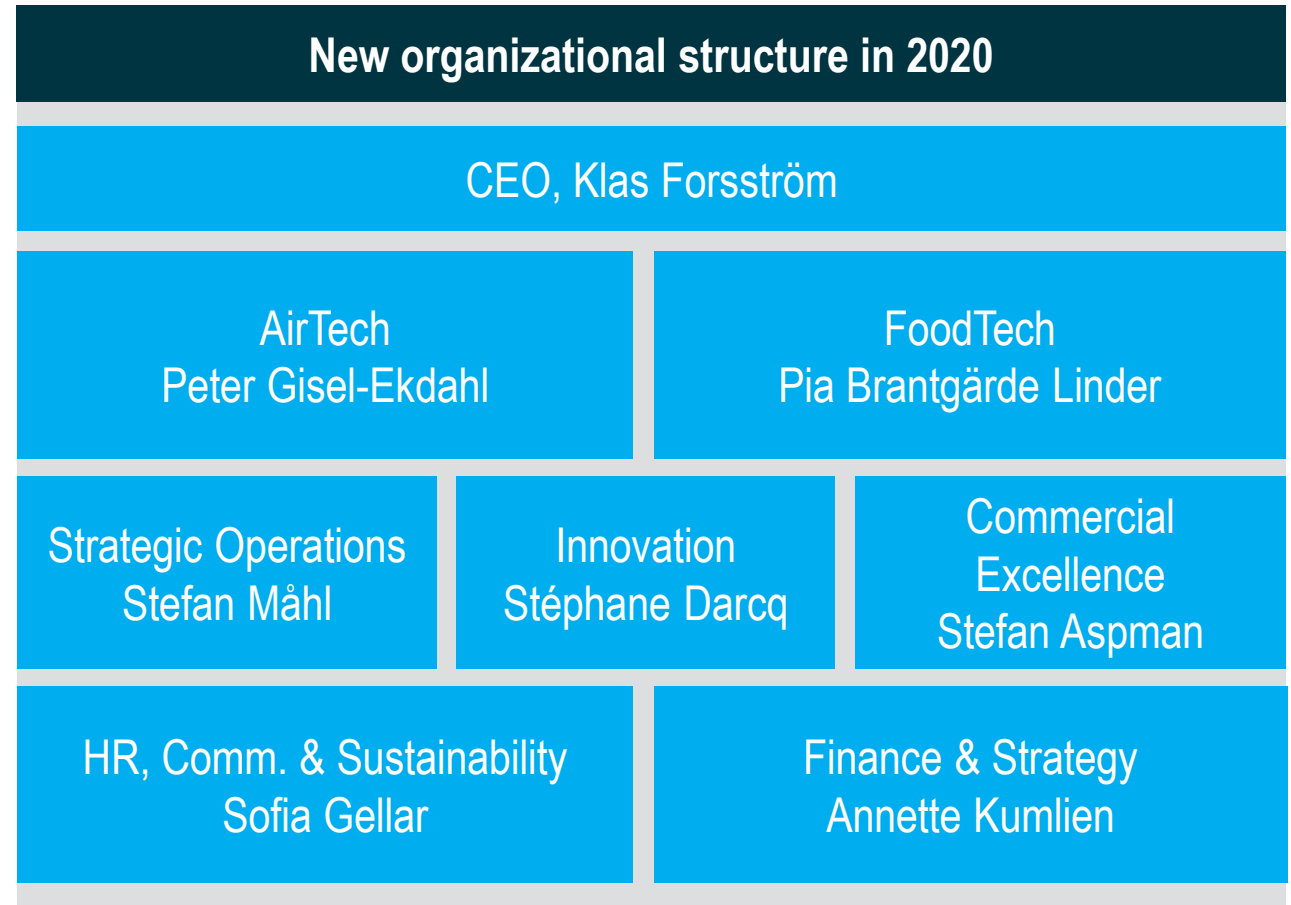 New organizational structure in 2020
CEO, Klas Forsström
AirTech
Peter Gisel-Ekdahl
FoodTech
Pia Brantgärde Linder
Strategic Operations
Stefan Måhl
Innovation
Stéphane Darcq
Commercial
Excellence
Stefan Aspman
HR, Comm. & Sustainability
Sofia Gellar
Finance & Strategy
Annette Kumlien